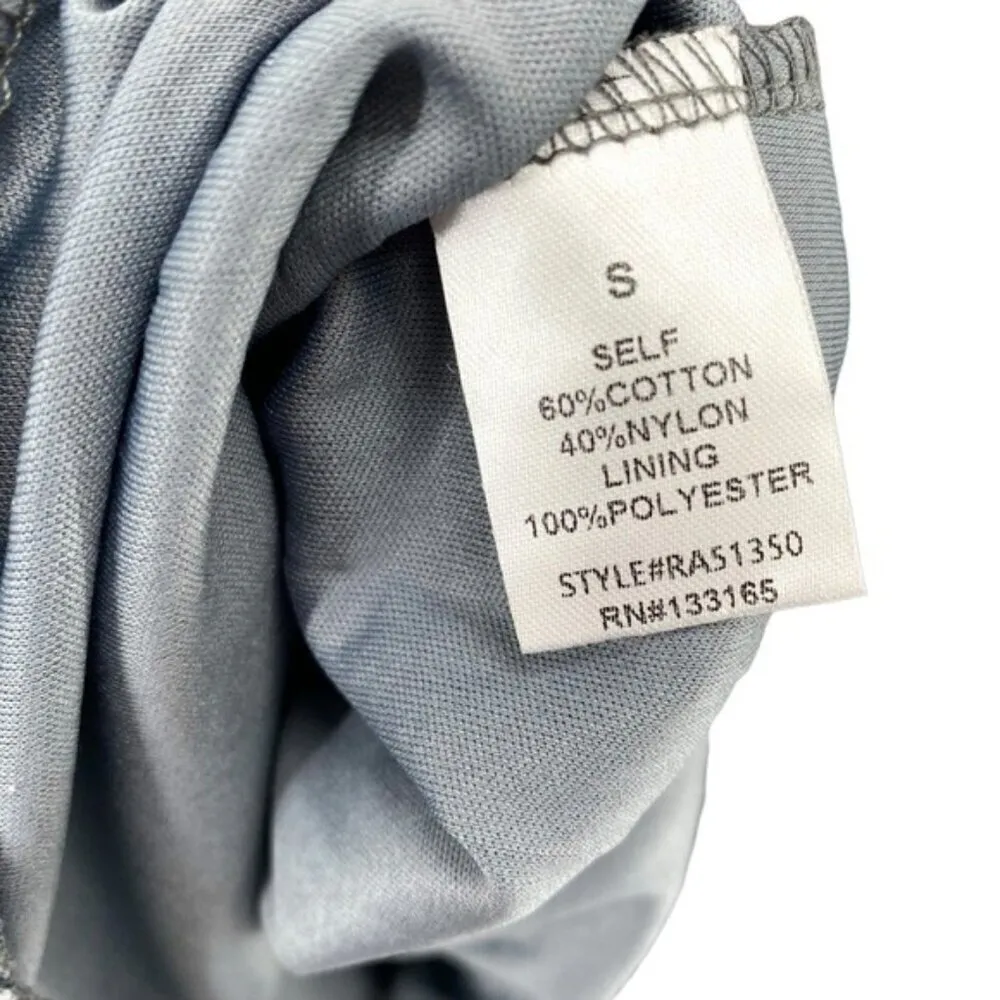 S
SELF
60%COTTON
40%NYLON
LINING
100%POLYESTER
STYLE#RA51350
RN#133165